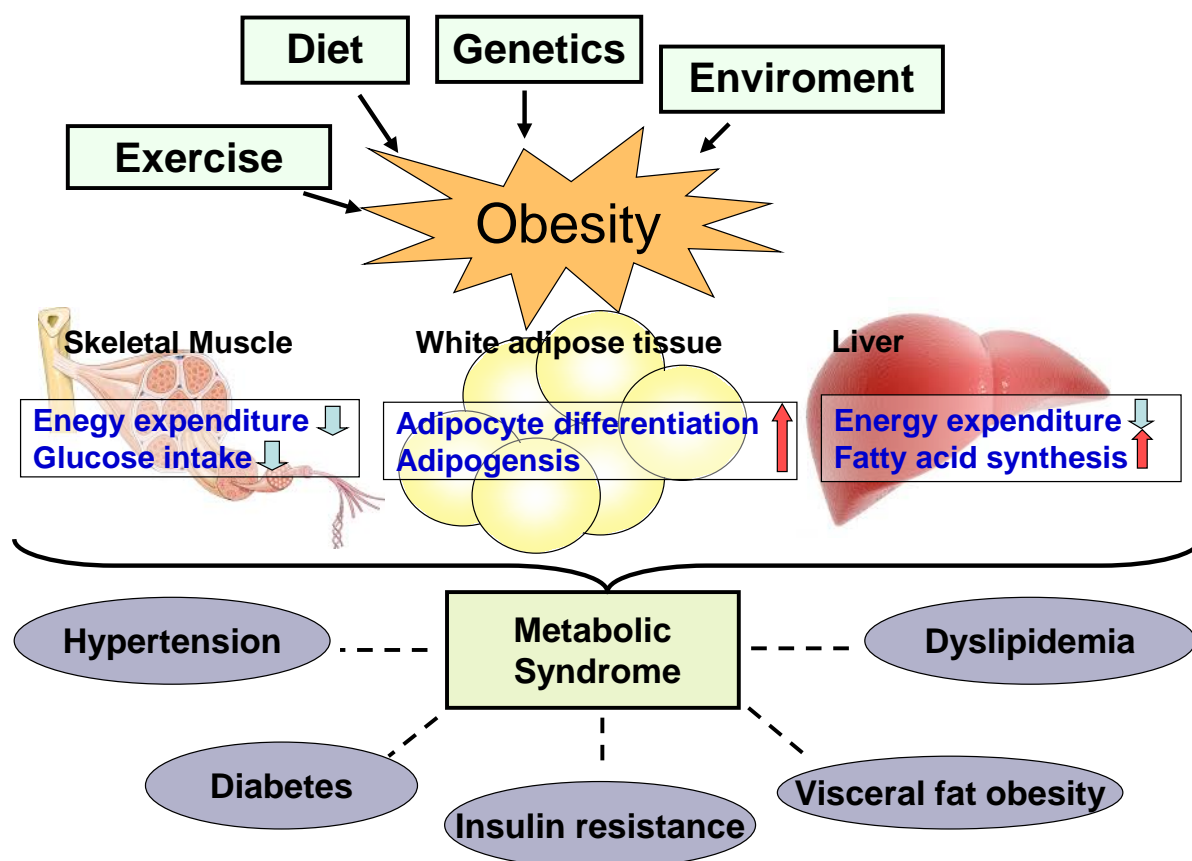 Diet
Genetics
Enviroment
Exercise
Obesity
Skeletal Muscle
White adipose tissue
Liver
Enegy expenditure
Glucose intake
Adipocyte differentiation
Adipogensis
Energy expenditure
Fatty acid synthesis
Metabolic
Syndrome
Hypertension
Dyslipidemia
Diabetes
Insulin resistance
Visceral fat obesity